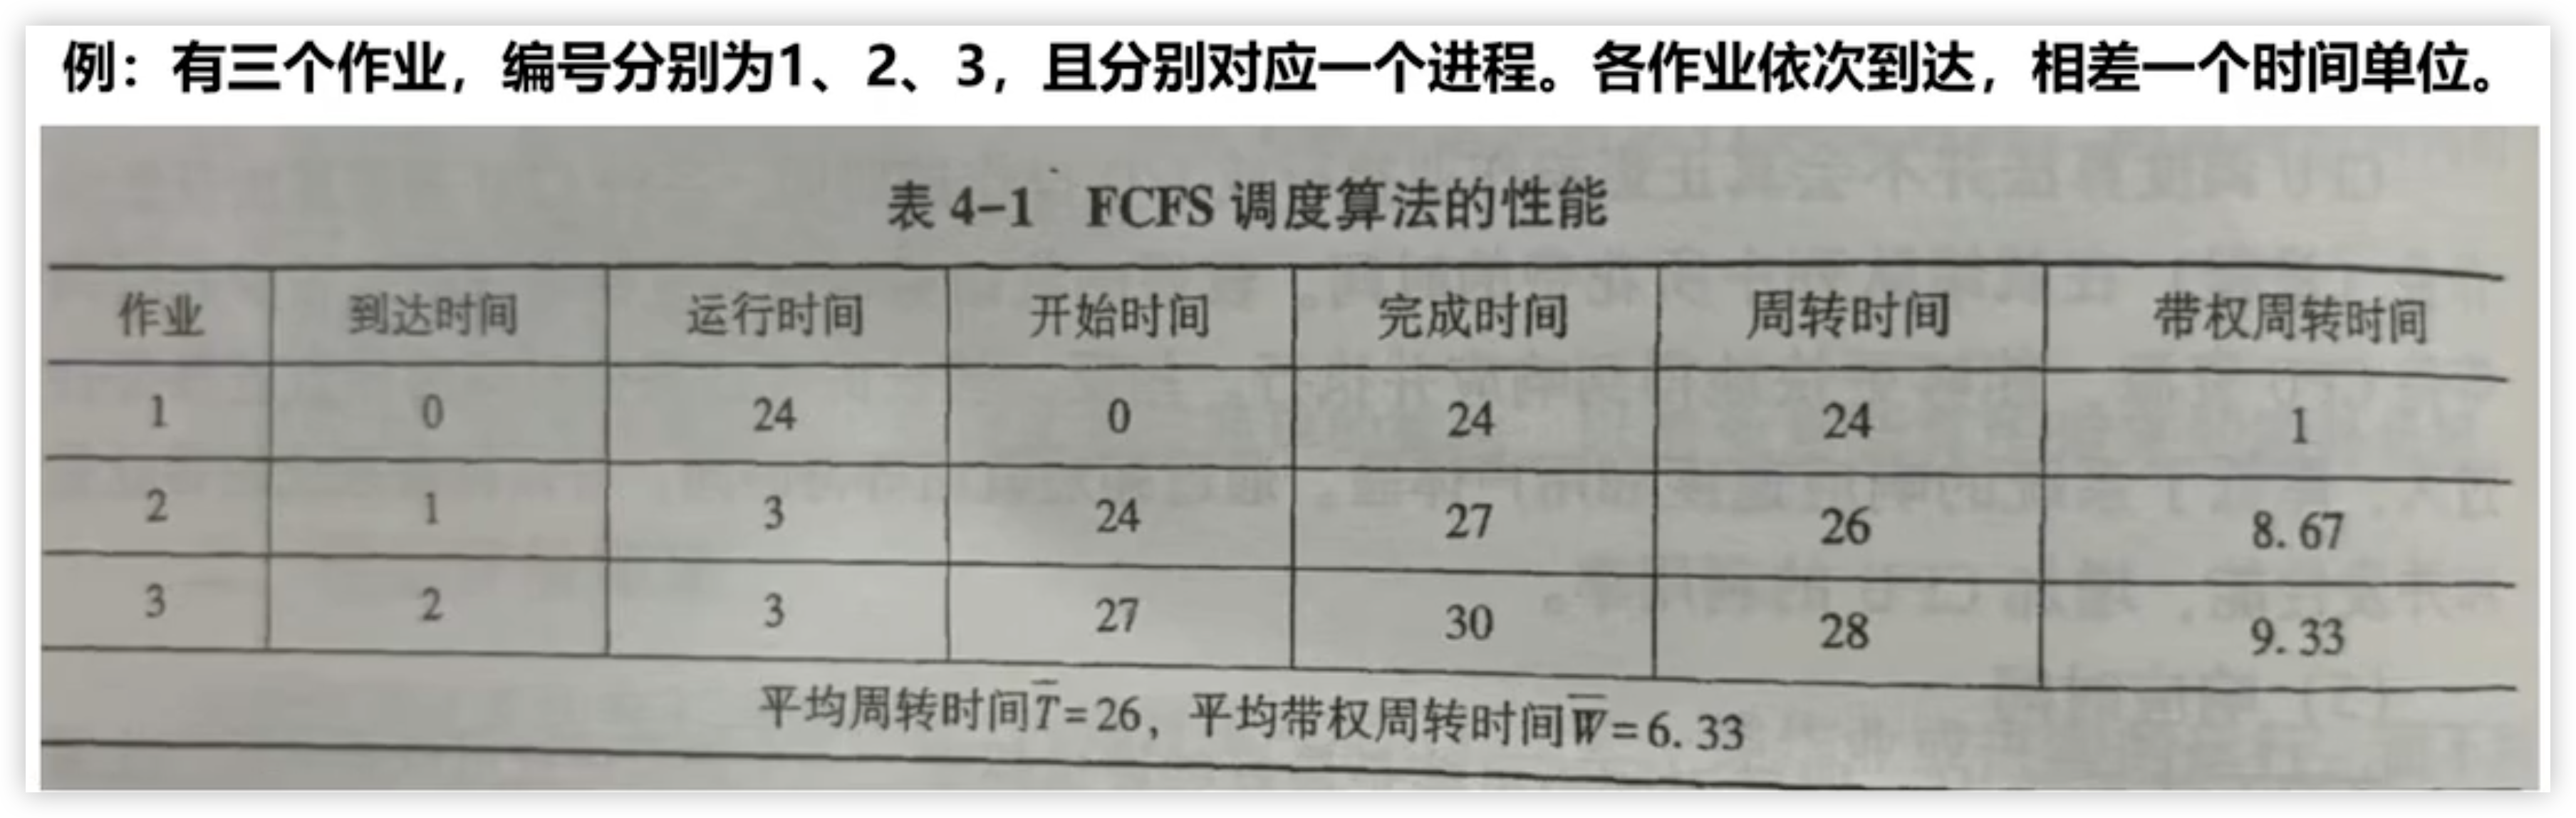 例：有三个作业，编号分别为1、2、3，且分别对应一个进程。各作业依次到达，相差一个时间单位。
表 4-1 FCFS 调度算法的性能
作业 到达时间 运行时间 开始时间 完成时间 周转时间 带权周转时间
1 0 24 0 24 24 1
2 1 3 24 27 26 8.67
3 2 3 27 30 28 9.33
平均周转时间T̅=26，平均带权周转时间W̅=6.33